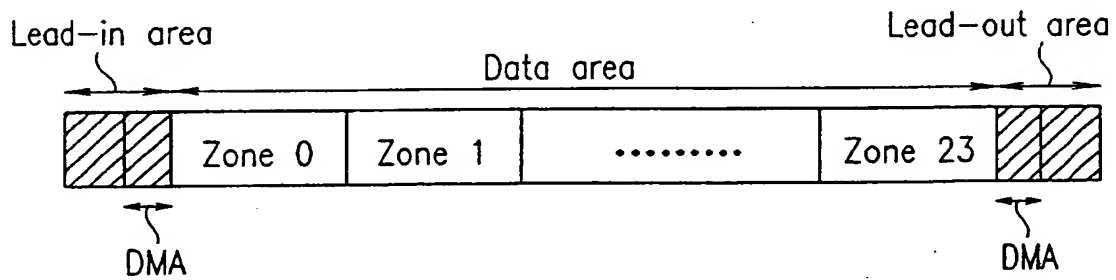 Lead-in area
Data area
Lead-out area
Zone 0
Zone 1
.........
Zone 23
DMA
DMA